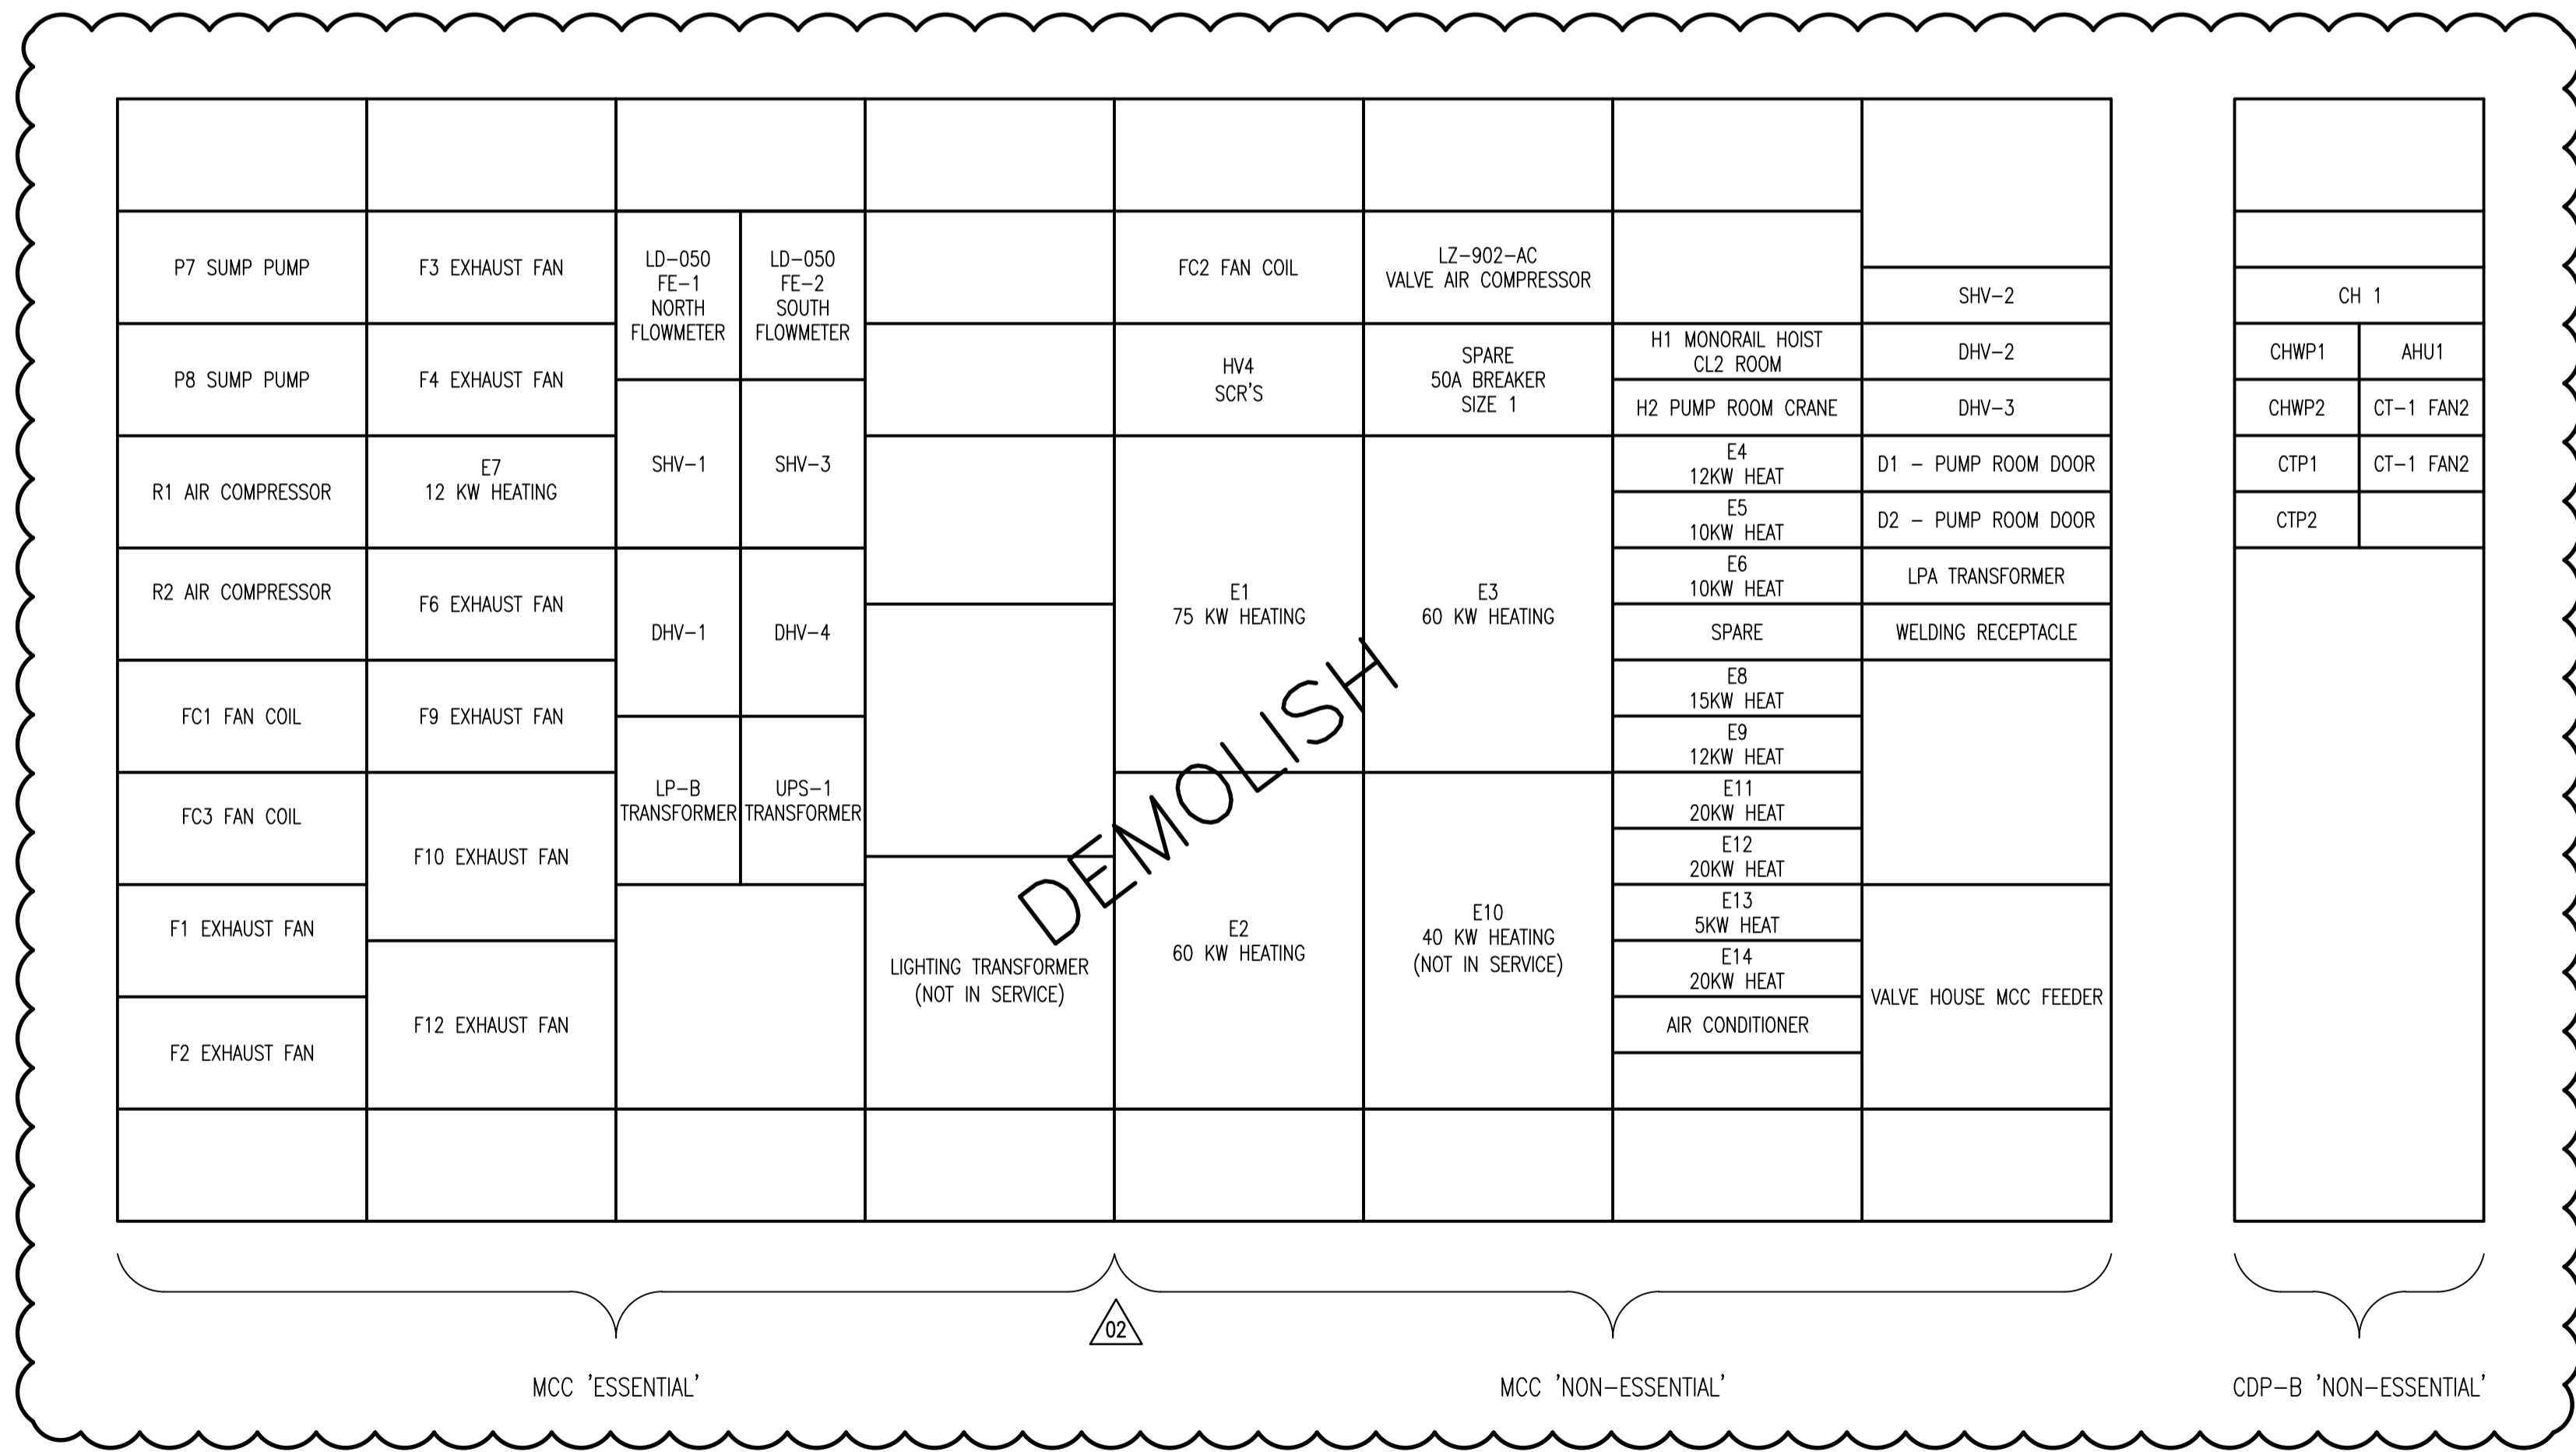 P7 SUMP PUMP
P8 SUMP PUMP
R1 AIR COMPRESSOR
R2 AIR COMPRESSOR
FC1 FAN COIL
FC3 FAN COIL
F1 EXHAUST FAN
F2 EXHAUST FAN
F3 EXHAUST FAN
F4 EXHAUST FAN
E7
12 KW HEATING
F6 EXHAUST FAN
F9 EXHAUST FAN
F10 EXHAUST FAN
F12 EXHAUST FAN
LD-050
FE-1
NORTH
FLOWMETER
SHV-1
DHV-1
LP-B
TRANSFORMER
LD-050
FE-2
SOUTH
FLOWMETER
SHV-3
DHV-4
UPS-1
TRANSFORMER
LIGHTING TRANSFORMER
(NOT IN SERVICE)
FC2 FAN COIL
HV4
SCR'S
E1
75 KW HEATING
E2
60 KW HEATING
LZ-902-AC
VALVE AIR COMPRESSOR
SPARE
50A BREAKER
SIZE 1
E3
60 KW HEATING
E10
40 KW HEATING
(NOT IN SERVICE)
H1 MONORAIL HOIST
CL2 ROOM
H2 PUMP ROOM CRANE
E4
12KW HEAT
E5
10KW HEAT
E6
10KW HEAT
SPARE
E8
15KW HEAT
E9
12KW HEAT
E11
20KW HEAT
E12
20KW HEAT
E13
5KW HEAT
E14
20KW HEAT
AIR CONDITIONER
SHV-2
DHV-2
DHV-3
D1 - PUMP ROOM DOOR
D2 - PUMP ROOM DOOR
LPA TRANSFORMER
WELDING RECEPTACLE
VALVE HOUSE MCC FEEDER
DEMOLISH
CH 1
CHWP1
AHU1
CHWP2
CT-1 FAN2
CTP1
CT-1 FAN2
CTP2
02
MCC 'ESSENTIAL'
MCC 'NON-ESSENTIAL'
CDP-B 'NON-ESSENTIAL'